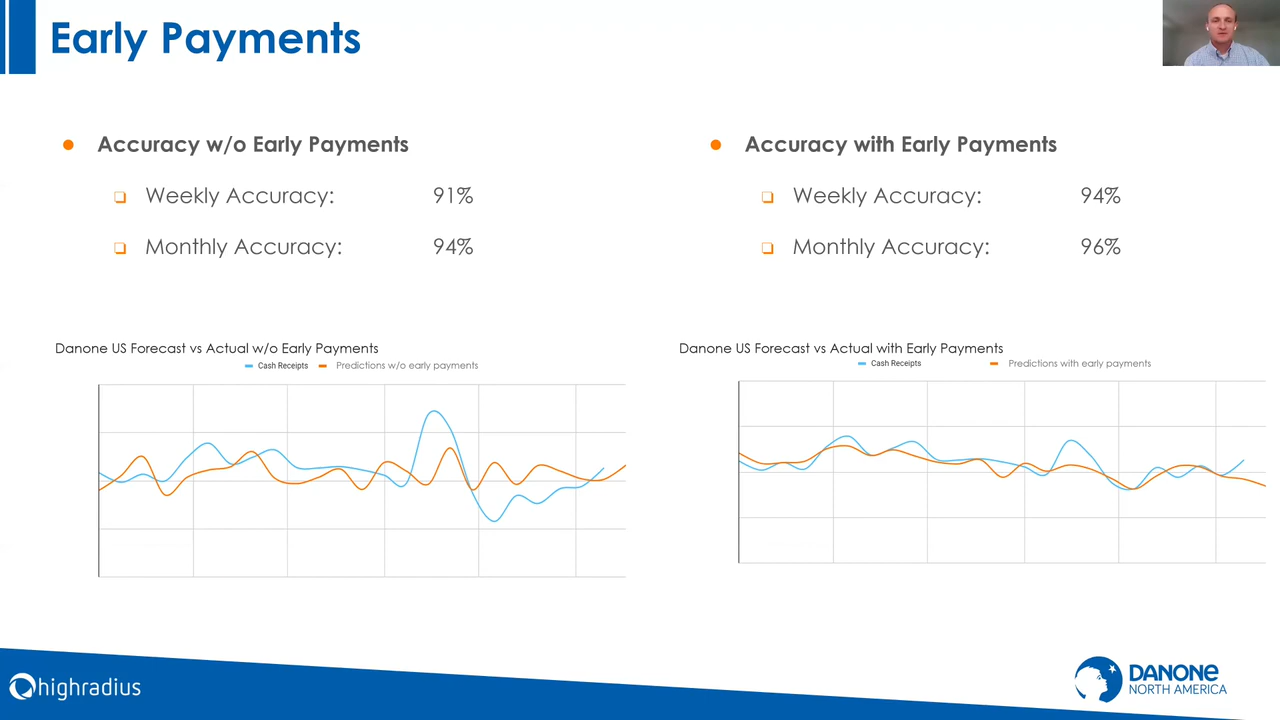 Early Payments
Accuracy w/o Early Payments
Weekly Accuracy: 91%
Monthly Accuracy: 94%
Accuracy with Early Payments
Weekly Accuracy: 94%
Monthly Accuracy: 96%
Danone US Forecast vs Actual w/o Early Payments
Cash Receipts Predictions w/o early payments
Danone US Forecast vs Actual with Early Payments
Cash Receipts Predictions with early payments
highradius
DANONE
NORTH AMERICA